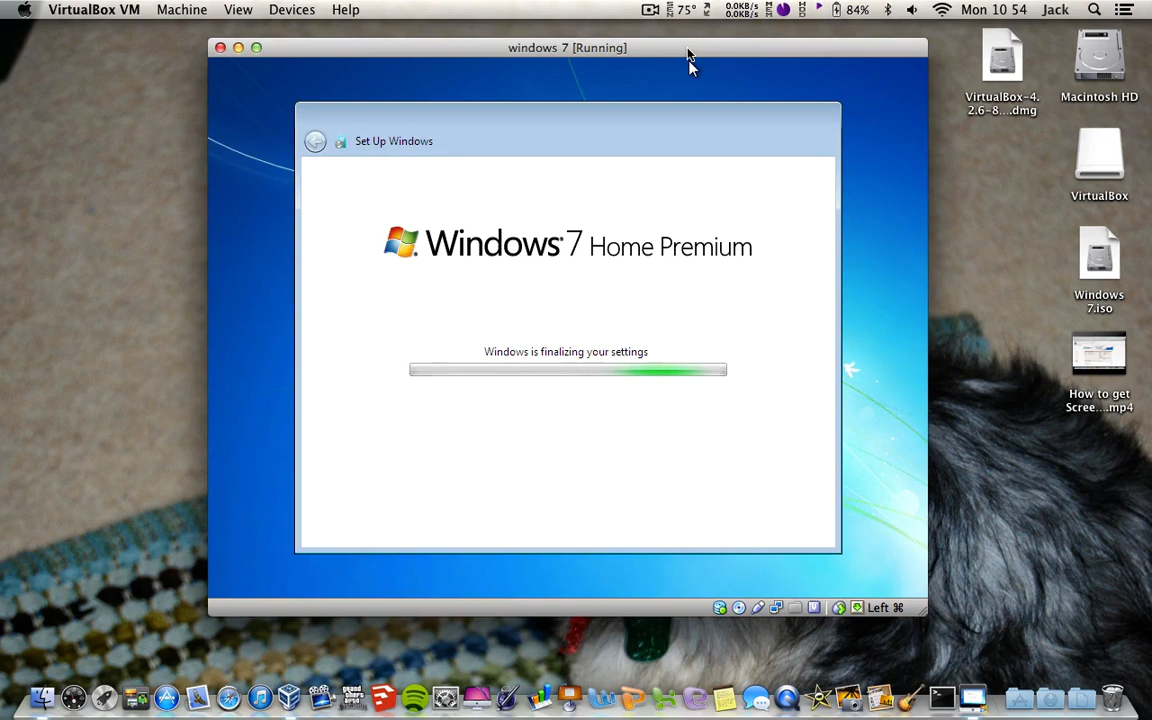 VirtualBox VM Machine View Devices Help 75° 0.0KB/s 84% Mon 10 54 Jack
0.0KB/s
windows 7 [Running]
VirtualBox-4.
2.6-8....dmg
Macintosh HD
Set Up Windows
VirtualBox
Windows® 7 Home Premium
Windows
7.iso
Windows is finalizing your settings
How to get
Scree....mp4
Left ⌘